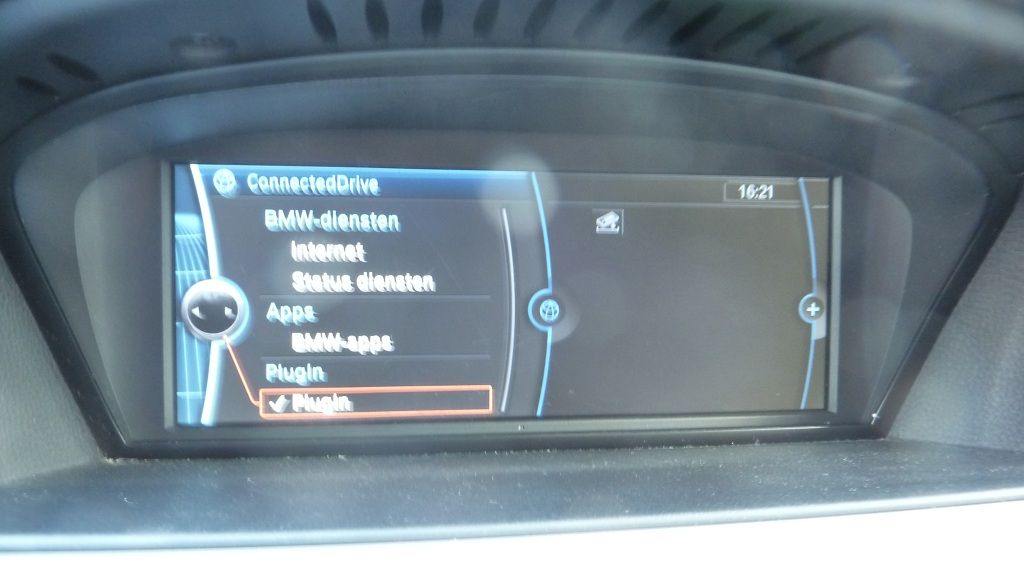 ConnectedDrive
16:21
BMW-diensten
Internet
Status diensten
Apps
BMW-apps
PlugIn
PlugIn